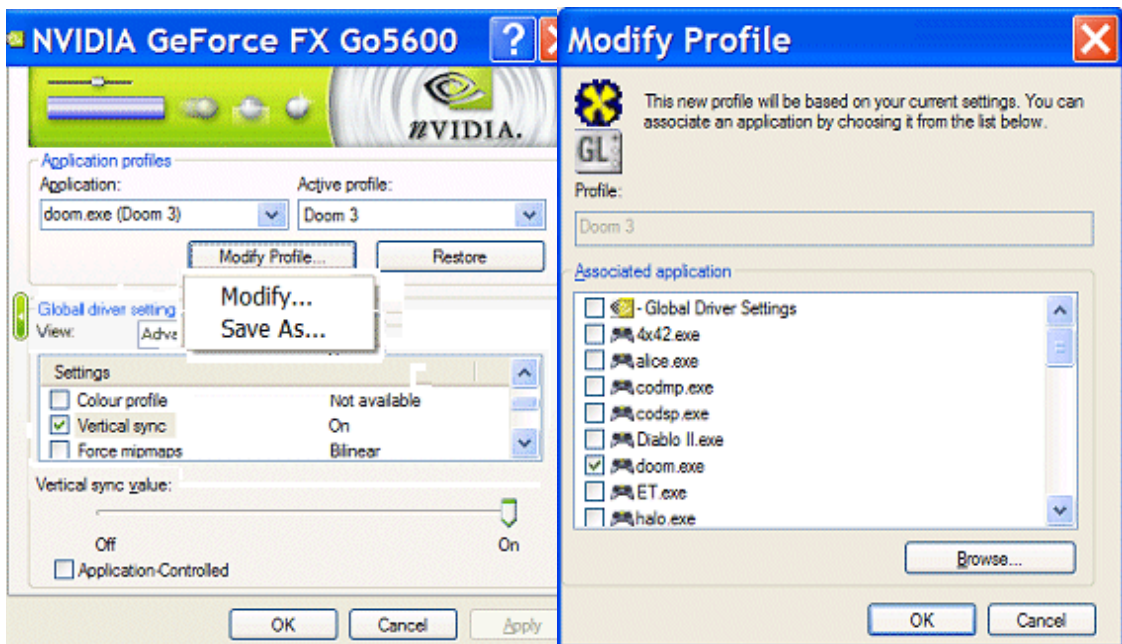 NVIDIA GeForce FX Go5600
nVIDIA.
Application profiles
Application:
Active profile:
doom.exe (Doom 3)
Doom 3
Modify Profile...
Restore
Modify...
Save As...
Global driver setting
View:
Adva
Settings
Colour profile
Not available
Vertical sync
On
Force mipmaps
Bilinear
Vertical sync value:
Off
On
Application-Controlled
OK
Cancel
Apply
Modify Profile
This new profile will be based on your current settings. You can
associate an application by choosing it from the list below.
GL
Profile:
Doom 3
Associated application
- Global Driver Settings
4x42.exe
alice.exe
codmp.exe
codsp.exe
Diablo II.exe
doom.exe
ET.exe
halo.exe
Browse...
OK
Cancel